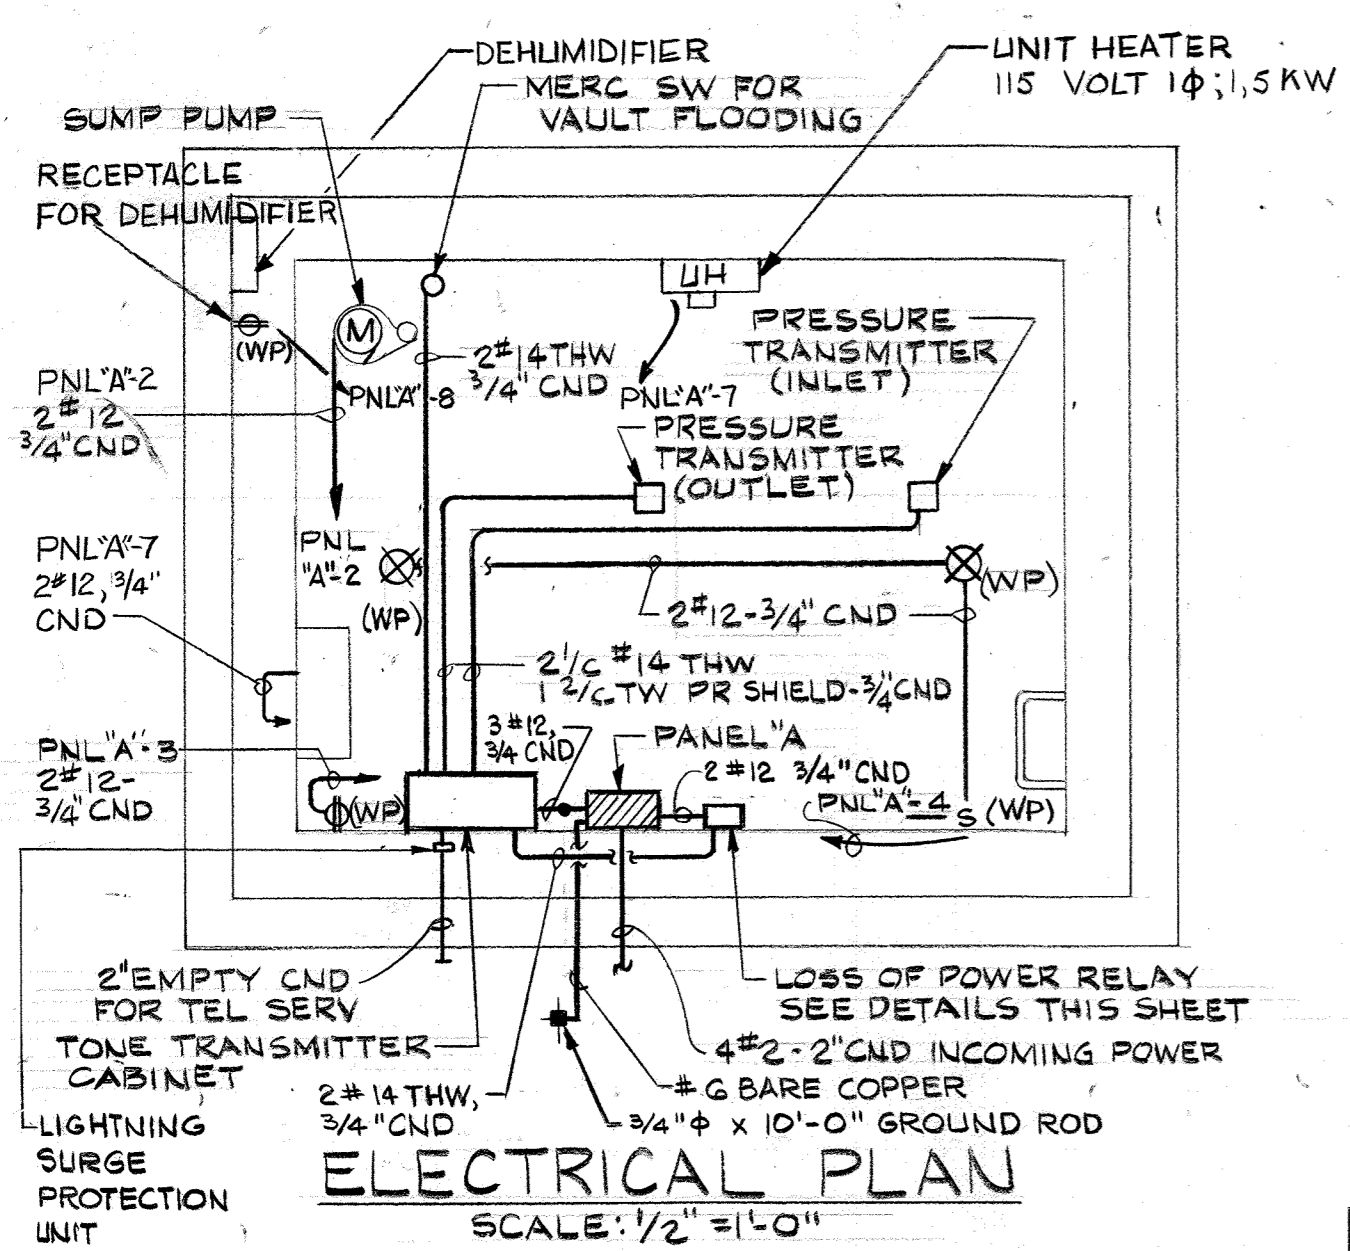 DEHUMIDIFIER
MERC SW FOR
VAULT FLOODING
UNIT HEATER
115 VOLT 1ϕ;1,5 KW
SUMP PUMP
RECEPTACLE
FOR DEHUMIDIFIER
UH
M
(WP)
2#14 THW
3/4" CND
PNL"A"-8
PNL"A"-7
PRESSURE
TRANSMITTER
(INLET)
PNL"A"-2
2#12
3/4"CND
PRESSURE
TRANSMITTER
(OUTLET)
PNL
"A"-2
(WP)
(WP)
PNL"A"-7
2#12, 3/4"
CND
2#12-3/4" CND
2 1/C #14 THW
1 2/C TW PR SHIELD-3/4"CND
PNL"A"-3
2#12-
3/4"CND
(WP)
3#12,
3/4 CND
PANEL"A
2#12 3/4"CND
PNL"A"-4
S (WP)
2"EMPTY CND
FOR TEL SERV
TONE TRANSMITTER
CABINET
LOSS OF POWER RELAY
SEE DETAILS THIS SHEET
4#2-2"CND INCOMING POWER
#6 BARE COPPER
2#14 THW,
3/4"CND
3/4"ϕ x 10'-0" GROUND ROD
LIGHTNING
SURGE
PROTECTION
UNIT
ELECTRICAL PLAN
SCALE: 1/2" =1'-0"